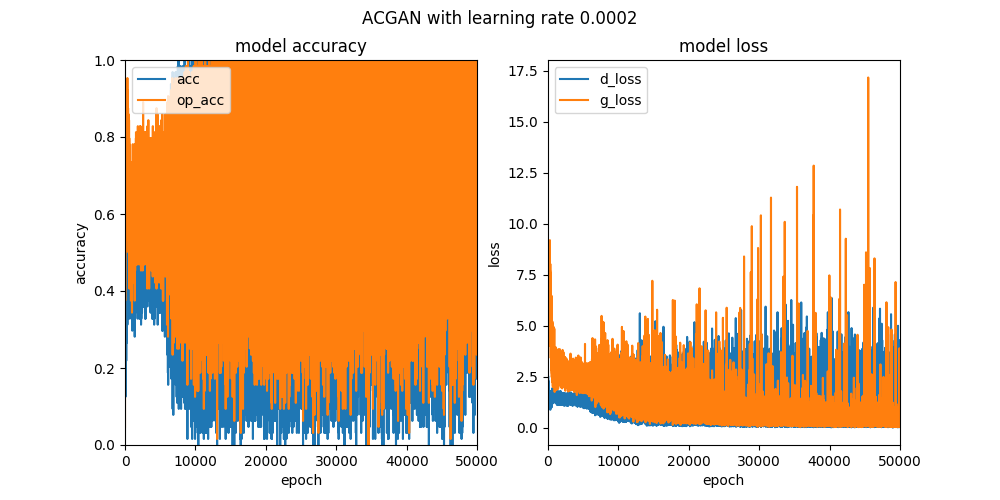 ACGAN with learning rate 0.0002
model accuracy
acc
op_acc
accuracy
1.0
0.8
0.6
0.4
0.2
0.0
0 10000 20000 30000 40000 50000
epoch
model loss
d_loss
g_loss
loss
17.5
15.0
12.5
10.0
7.5
5.0
2.5
0.0
0 10000 20000 30000 40000 50000
epoch